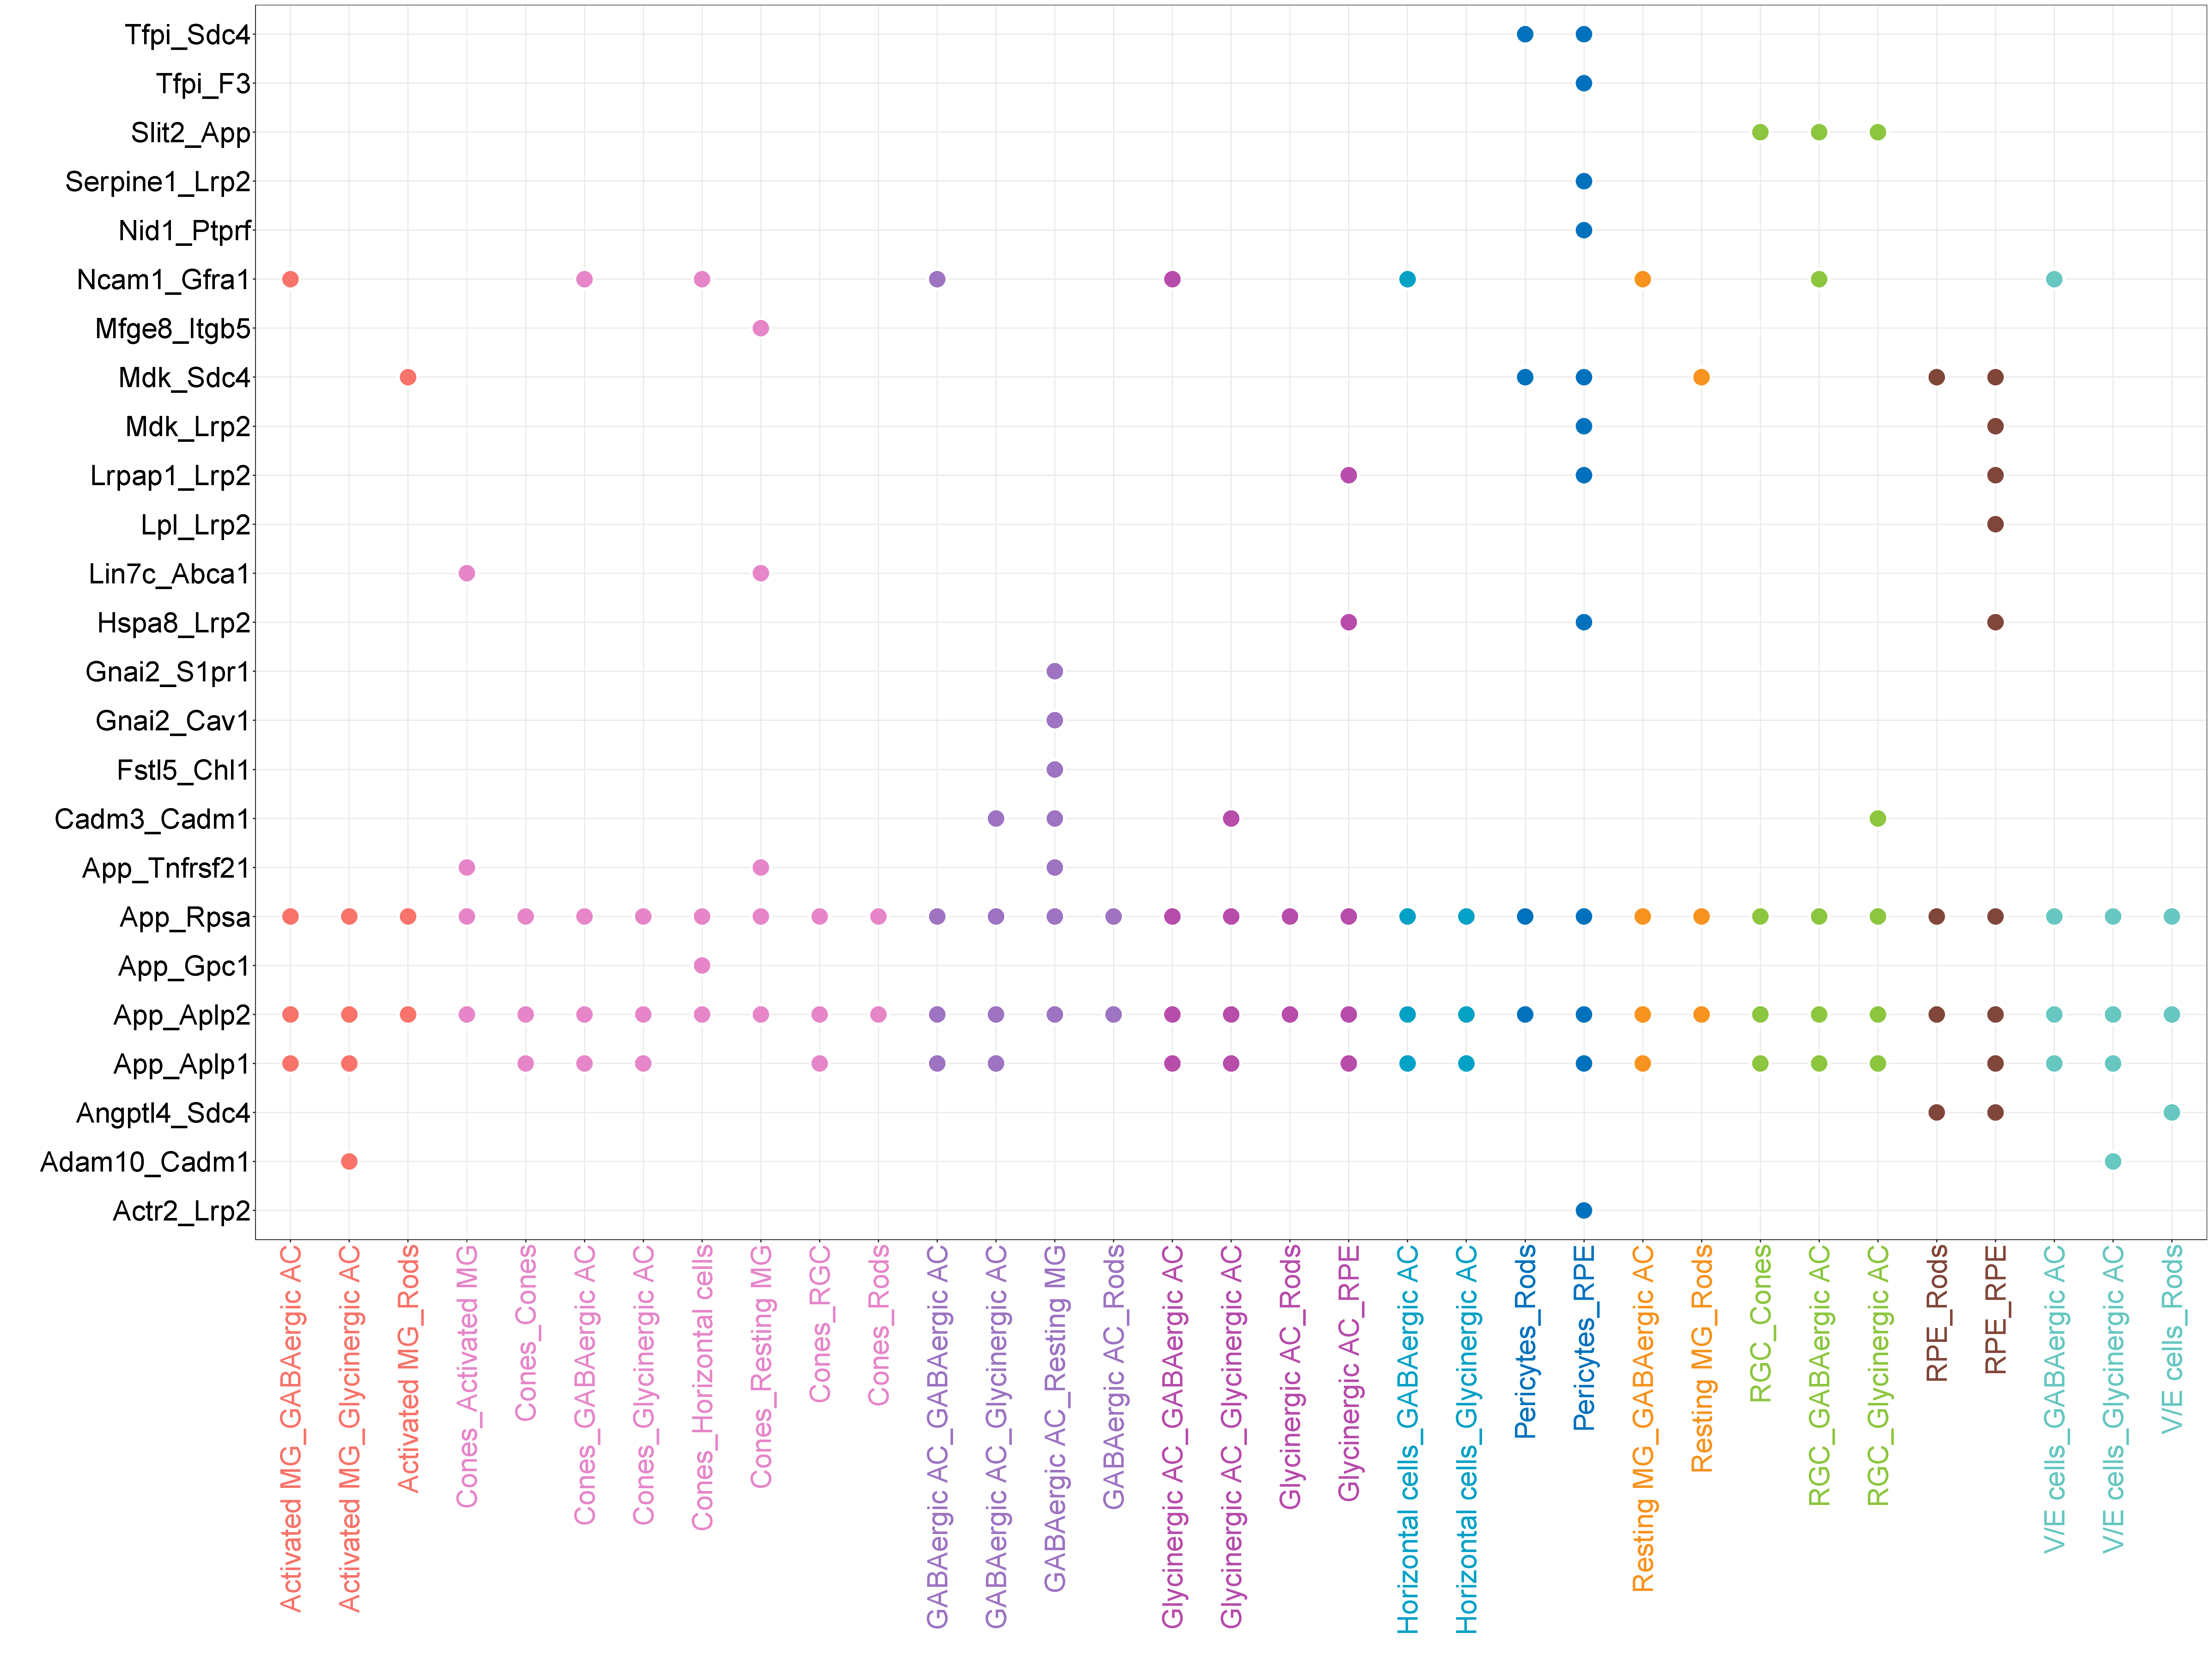 Tfpi_Sdc4
Tfpi_F3
Slit2_App
Serpine1_Lrp2
Nid1_Ptprf
Ncam1_Gfra1
Mfge8_Itgb5
Mdk_Sdc4
Mdk_Lrp2
Lrpap1_Lrp2
Lpl_Lrp2
Lin7c_Abca1
Hspa8_Lrp2
Gnai2_S1pr1
Gnai2_Cav1
Fstl5_Chl1
Cadm3_Cadm1
App_Tnfrsf21
App_Rpsa
App_Gpc1
App_Aplp2
App_Aplp1
Angptl4_Sdc4
Adam10_Cadm1
Actr2_Lrp2
Activated MG_GABAergic AC
Activated MG_Glycinergic AC
Activated MG_Rods
Cones_Activated MG
Cones_Cones
Cones_GABAergic AC
Cones_Glycinergic AC
Cones_Horizontal cells
Cones_Resting MG
Cones_RGC
Cones_Rods
GABAergic AC_GABAergic AC
GABAergic AC_Glycinergic AC
GABAergic AC_Resting MG
GABAergic AC_Rods
Glycinergic AC_GABAergic AC
Glycinergic AC_Glycinergic AC
Glycinergic AC_Rods
Glycinergic AC_RPE
Horizontal cells_GABAergic AC
Horizontal cells_Glycinergic AC
Pericytes_Rods
Pericytes_RPE
Resting MG_GABAergic AC
Resting MG_Rods
RGC_Cones
RGC_GABAergic AC
RGC_Glycinergic AC
RPE_Rods
RPE_RPE
V/E cells_GABAergic AC
V/E cells_Glycinergic AC
V/E cells_Rods